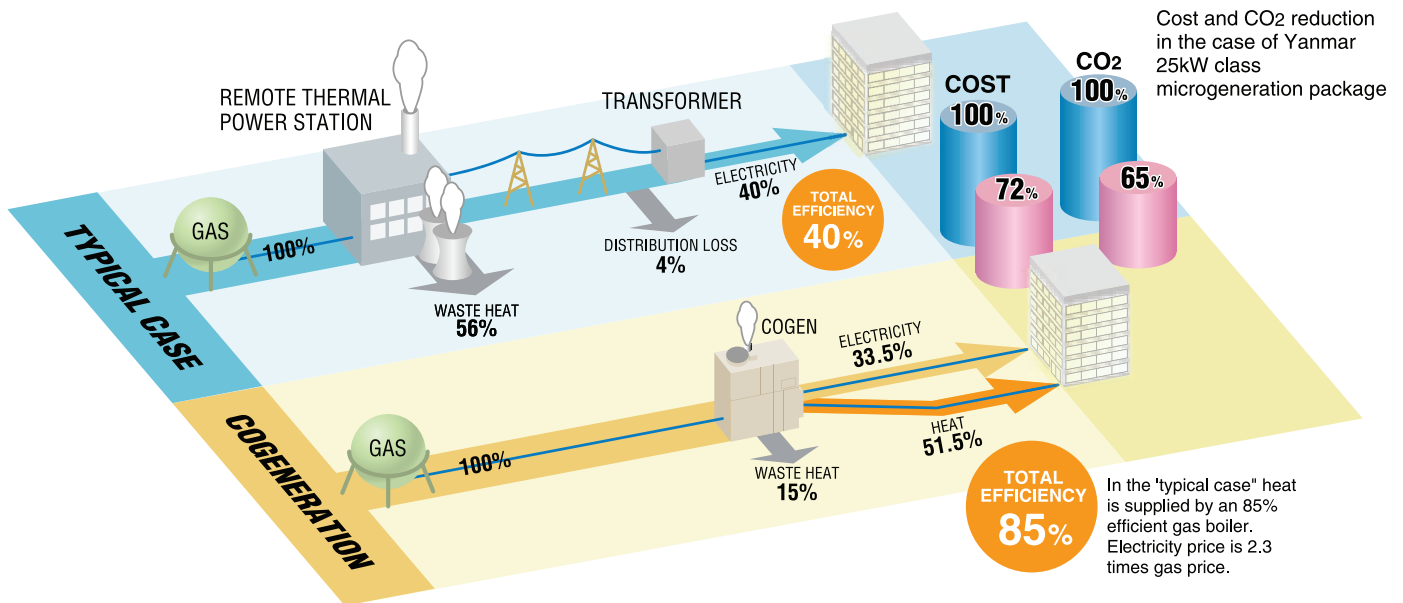 Cost and CO2 reduction
in the case of Yanmar
25kW class
microgeneration package
COST
100%
CO2
100%
72%
65%
REMOTE THERMAL
POWER STATION
TRANSFORMER
TYPICAL CASE
GAS
100%
WASTE HEAT
56%
DISTRIBUTION LOSS
4%
ELECTRICITY
40%
TOTAL
EFFICIENCY
40%
COGENERATION
GAS
100%
COGEN
WASTE HEAT
15%
ELECTRICITY
33.5%
HEAT
51.5%
TOTAL
EFFICIENCY
85%
In the 'typical case" heat
is supplied by an 85%
efficient gas boiler.
Electricity price is 2.3
times gas price.